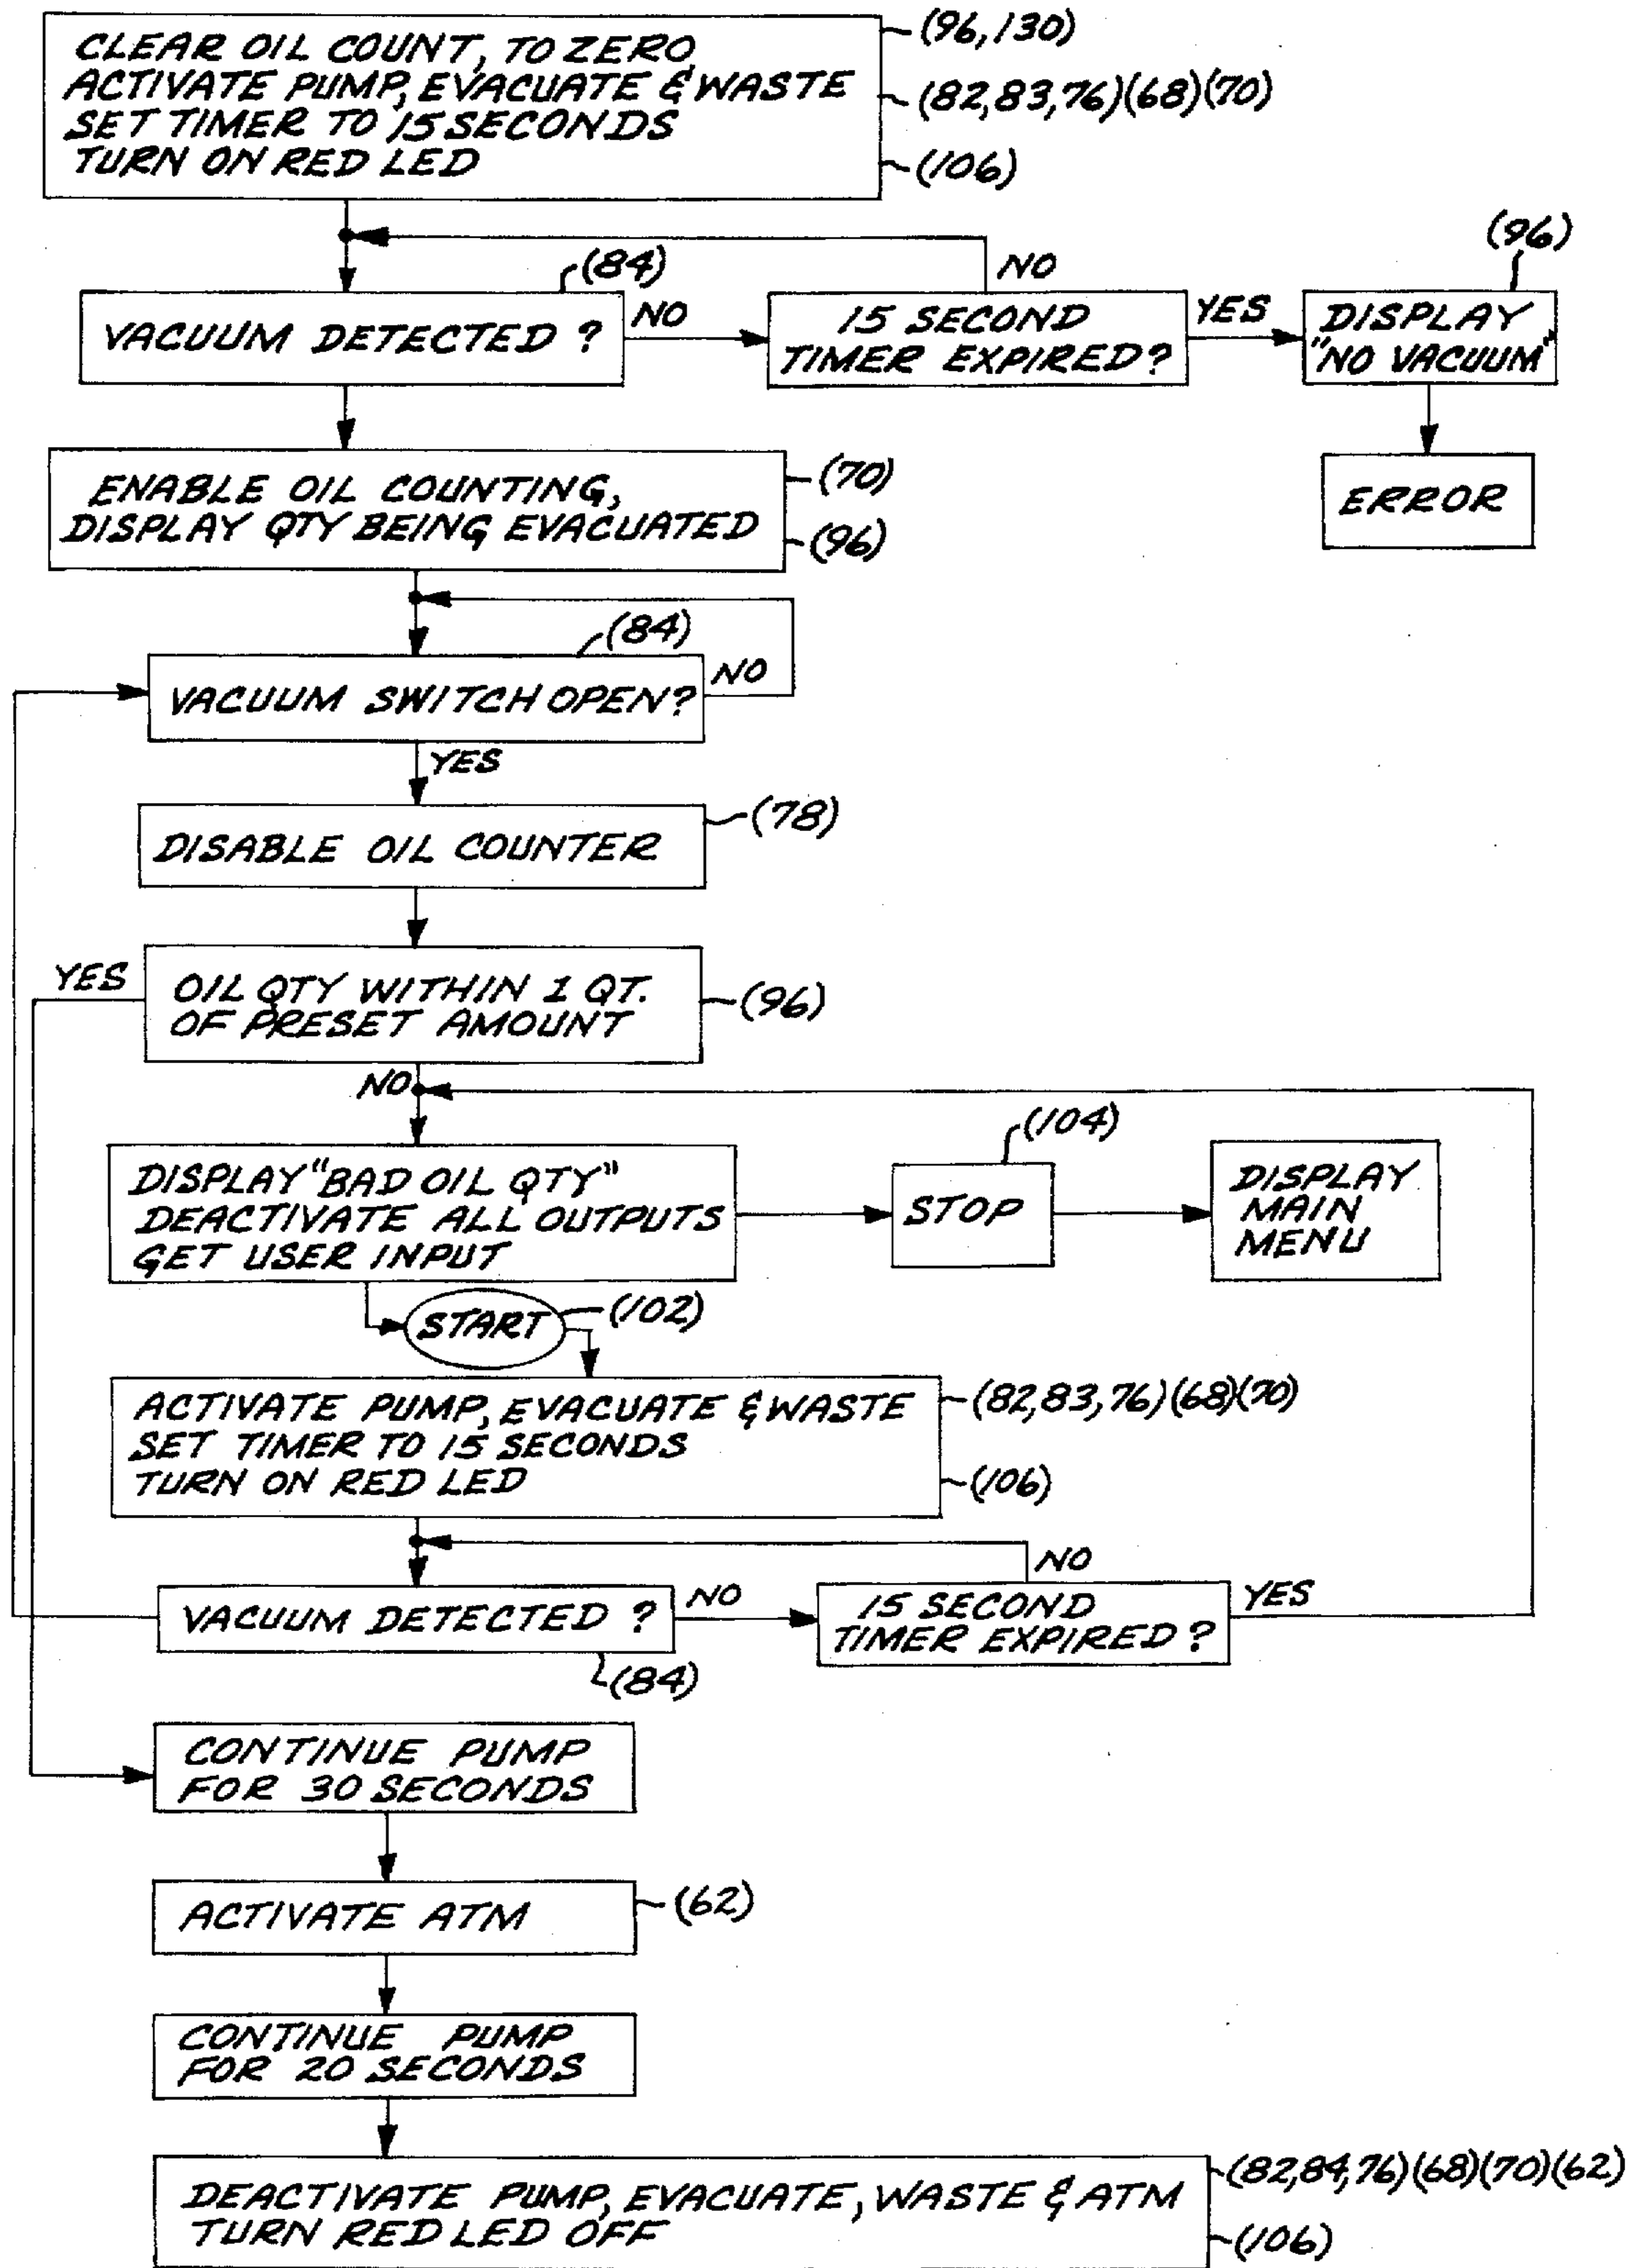 CLEAR OIL COUNT, TO ZERO
ACTIVATE PUMP, EVACUATE & WASTE
SET TIMER TO 15 SECONDS
TURN ON RED LED
(96,130)
(82,83,76)(68)(70)
(106)
(84)
VACUUM DETECTED ?
NO
NO
15 SECOND
TIMER EXPIRED?
YES
(96)
DISPLAY
"NO VACUUM"
ERROR
ENABLE OIL COUNTING,
DISPLAY QTY BEING EVACUATED
(70)
(96)
(84)
VACUUM SWITCH OPEN?
NO
YES
DISABLE OIL COUNTER
(78)
YES
OIL QTY WITHIN 1 QT.
OF PRESET AMOUNT
(96)
NO
DISPLAY "BAD OIL QTY"
DEACTIVATE ALL OUTPUTS
GET USER INPUT
(104)
STOP
DISPLAY
MAIN
MENU
START
(102)
ACTIVATE PUMP, EVACUATE & WASTE
SET TIMER TO 15 SECONDS
TURN ON RED LED
(82,83,76)(68)(70)
(106)
VACUUM DETECTED ?
NO
(84)
NO
15 SECOND
TIMER EXPIRED?
YES
CONTINUE PUMP
FOR 30 SECONDS
ACTIVATE ATM
(62)
CONTINUE PUMP
FOR 20 SECONDS
DEACTIVATE PUMP, EVACUATE, WASTE & ATM
TURN RED LED OFF
(82,84,76)(68)(70)(62)
(106)